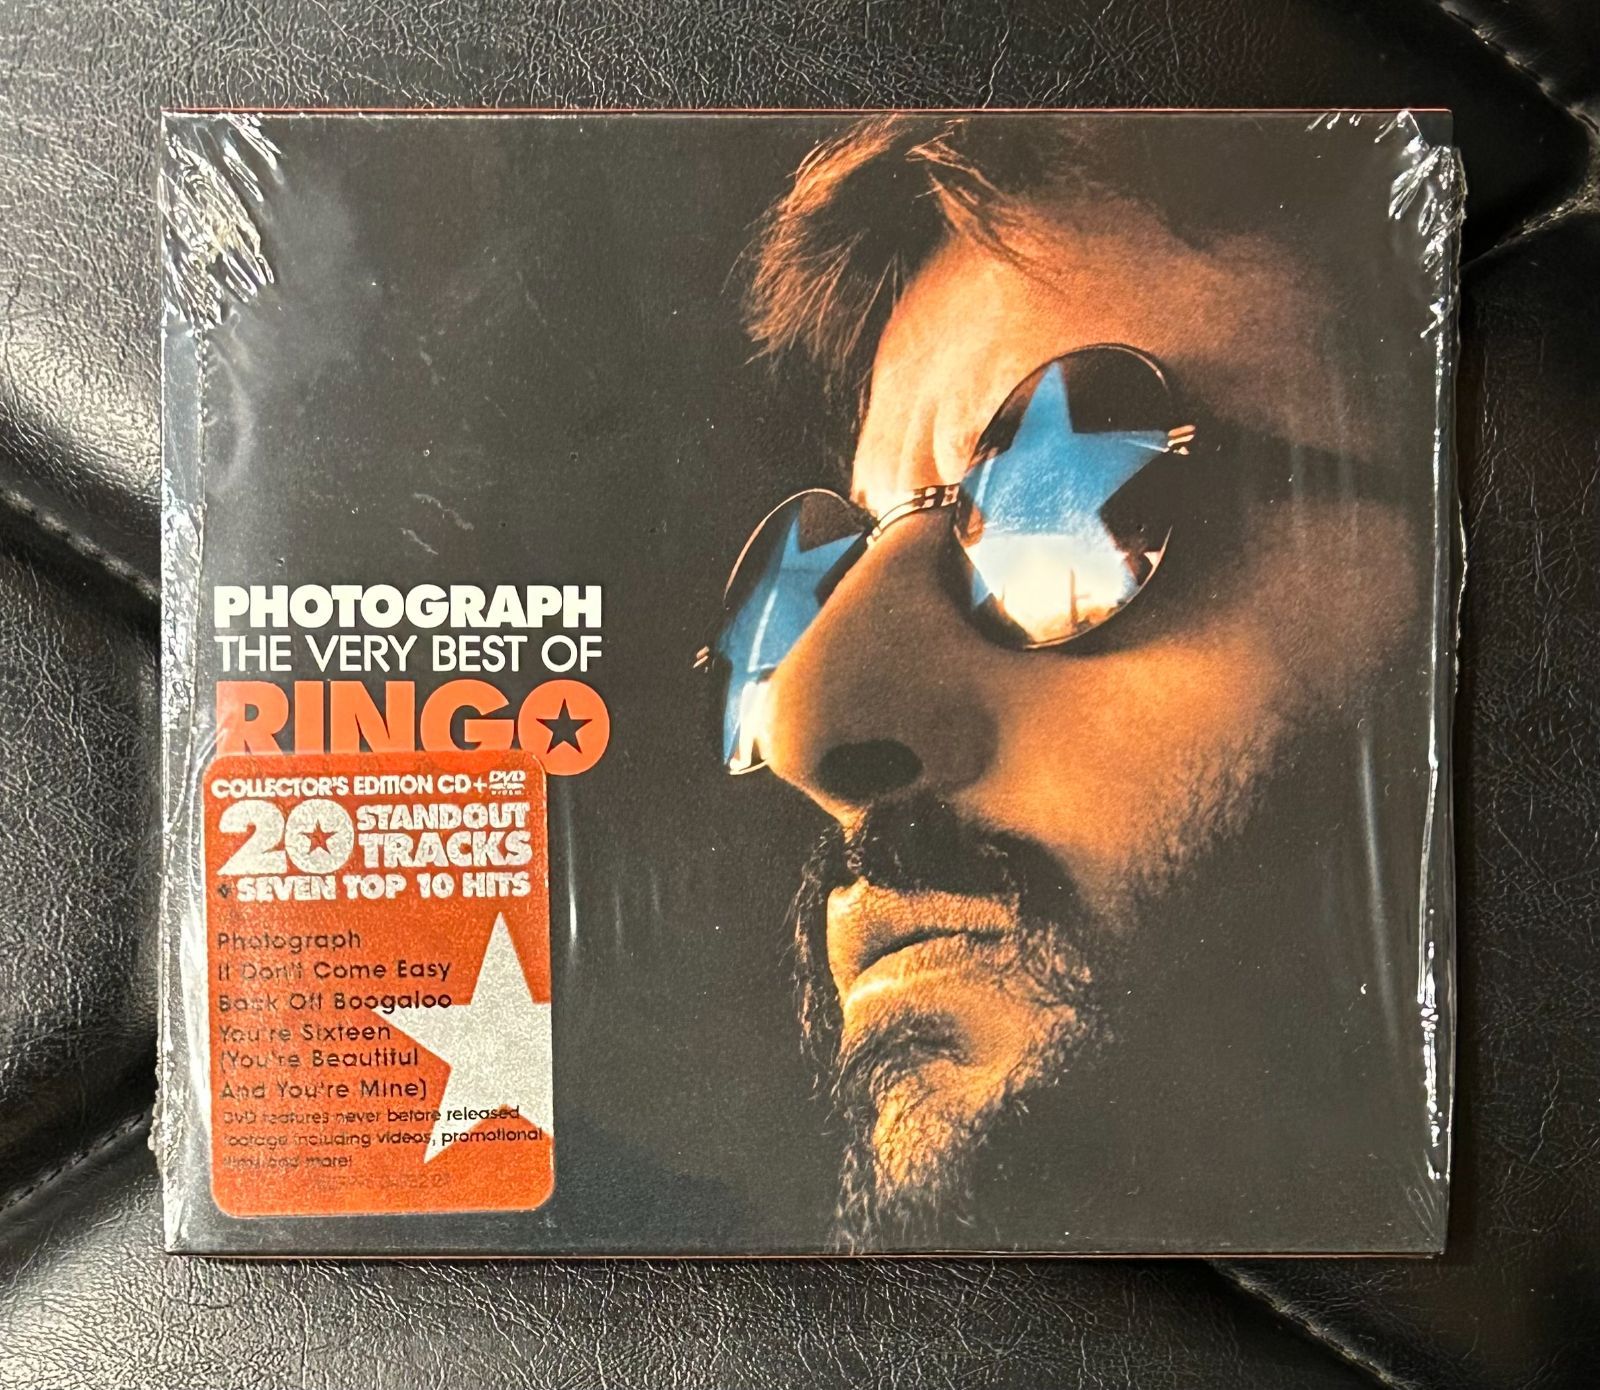 PHOTOGRAPH
THE VERY BEST OF
RINGO
COLLECTOR'S EDITION CD + DVD
20 STANDOUT
TRACKS
+ SEVEN TOP 10 HITS
Photograph
It Don't Come Easy
Back Off Boogaloo
You're Sixteen
(You're Beautiful
And You're Mine)
DVD features never before released
footage including videos, promotional
films and more!